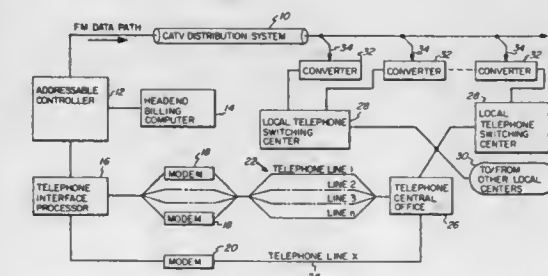 FM DATA PATH
10
CATV DISTRIBUTION SYSTEM
34
32
34
32
34
32
CONVERTER
CONVERTER
CONVERTER
ADDRESSABLE
CONTROLLER
12
HEADEND
BILLING
COMPUTER
14
LOCAL TELEPHONE
SWITCHING
CENTER
28
28
LOCAL
TELEPHONE
SWITCHING
CENTER
16
TELEPHONE
INTERFACE
PROCESSOR
18
MODEM
MODEM
18
22
TELEPHONE LINE 1
LINE 2
LINE 3
LINE n
TELEPHONE
CENTRAL
OFFICE
26
30
TO/FROM
OTHER LOCAL
CENTERS
MODEM
20
TELEPHONE LINE X